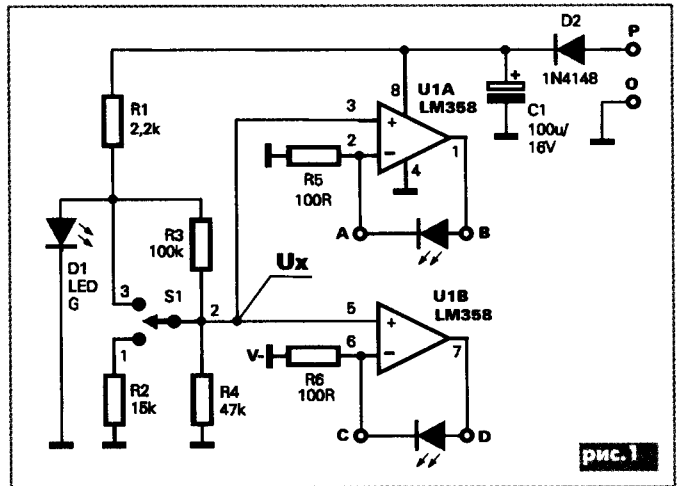 D2
P
1N4148
O
U1A
LM358
8
3
+
2
−
1
4
+
C1
100u/
16V
R1
2,2k
R5
100R
A
B
R3
100k
Ux
D1
LED
G
3
S1
2
1
U1B
LM358
5
+
6
−
7
V-
R6
100R
R2
15k
R4
47k
C
D
рис.1